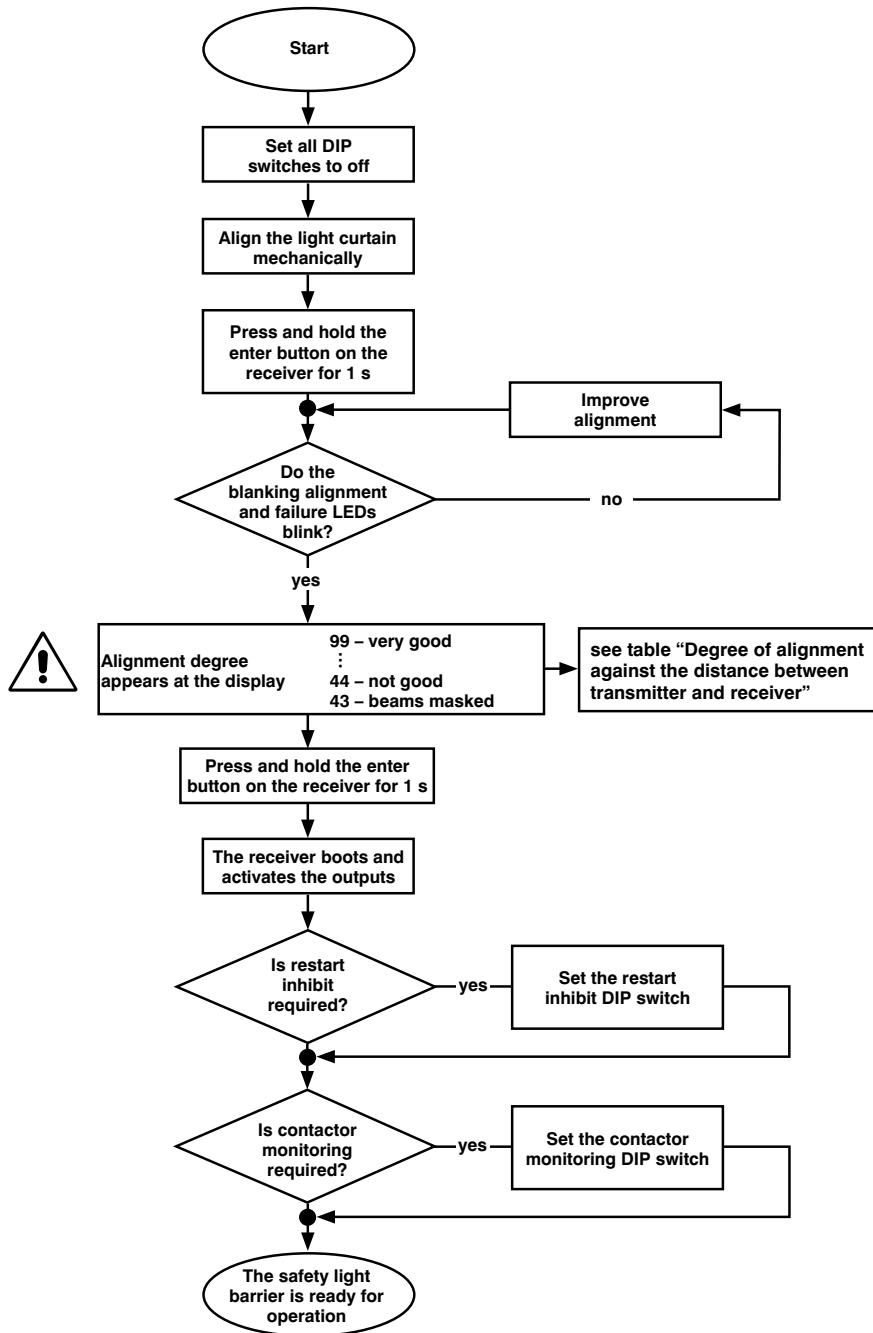 Start
Set all DIP
switches to off
Align the light curtain
mechanically
Press and hold the
enter button on the
receiver for 1 s
Improve
alignment
Do the
blanking alignment
and failure LEDs
blink?
no
yes
Alignment degree
appears at the display
99 – very good
⋮
44 – not good
43 – beams masked
see table “Degree of alignment
against the distance between
transmitter and receiver”
Press and hold the enter
button on the receiver for 1 s
The receiver boots and
activates the outputs
Is restart
inhibit
required?
yes
Set the restart
inhibit DIP switch
Is contactor
monitoring
required?
yes
Set the contactor
monitoring DIP switch
The safety light
barrier is ready for
operation